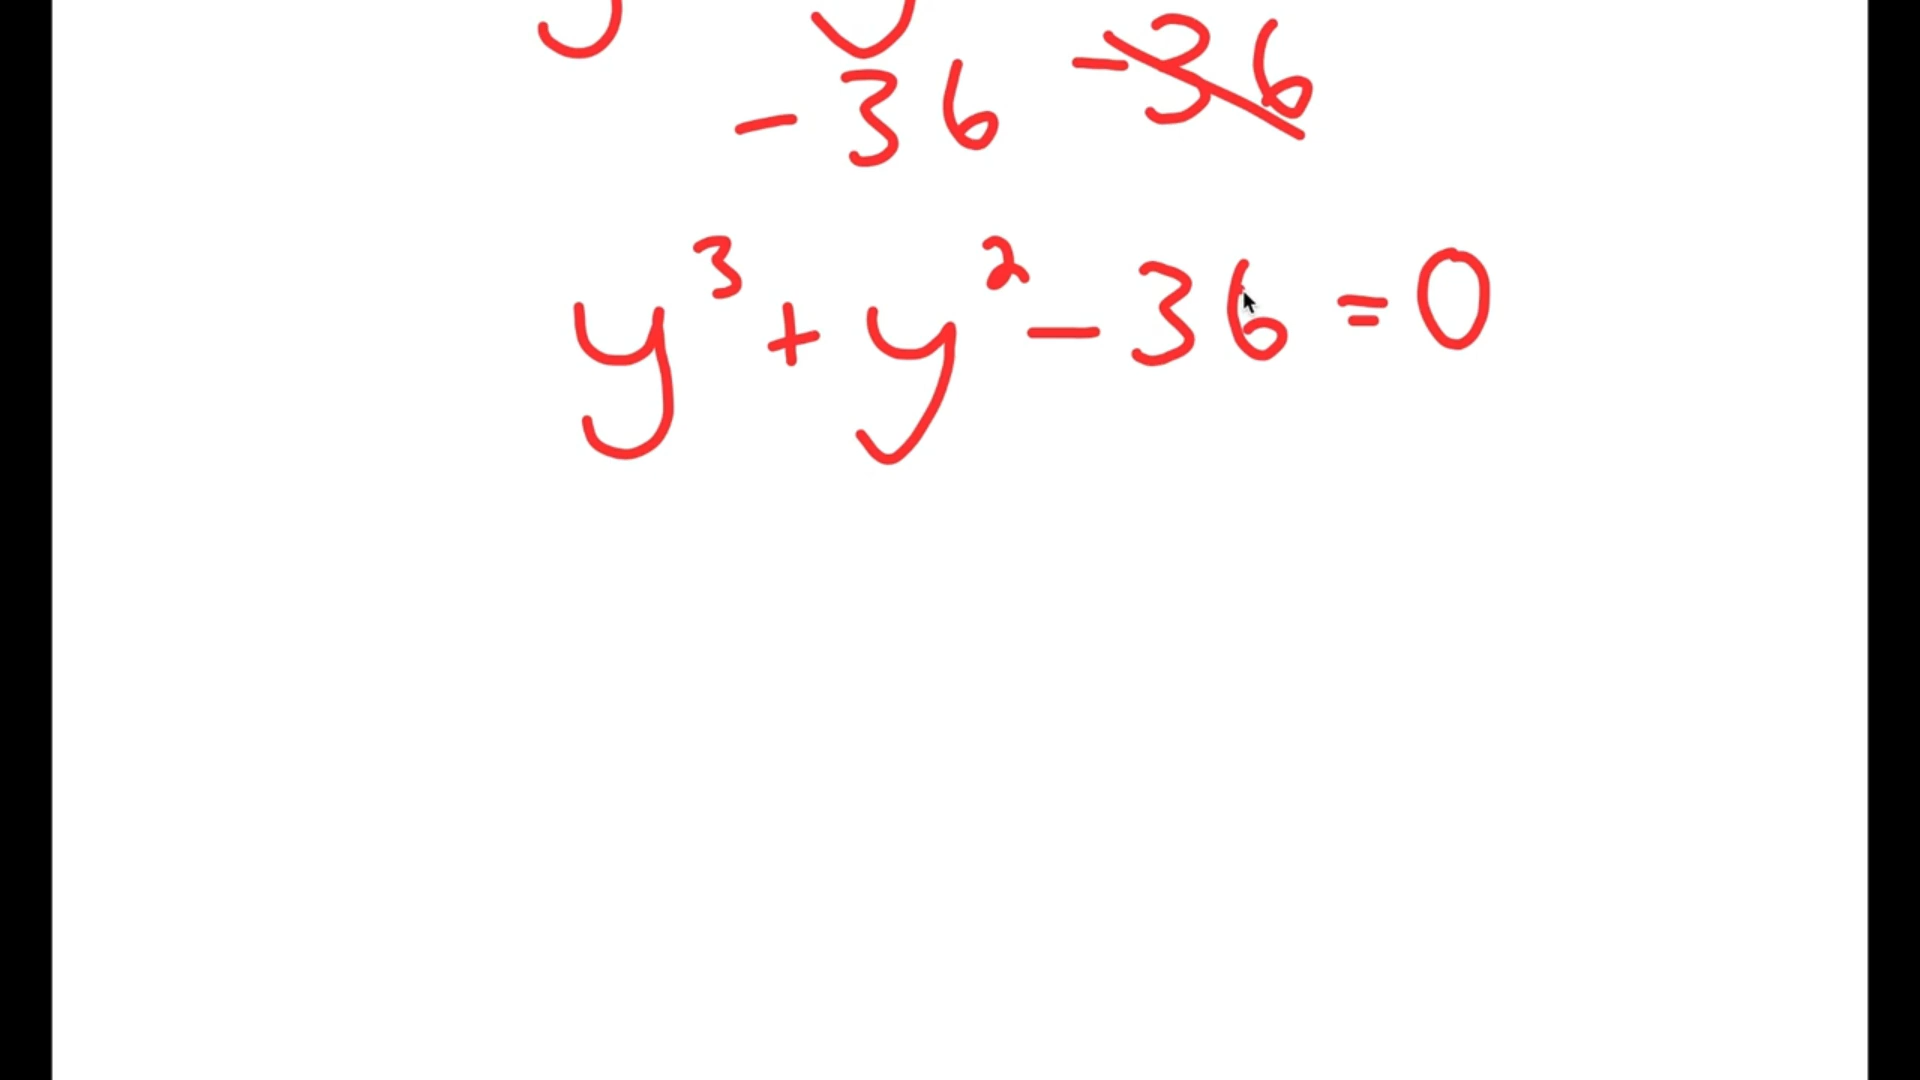 - 36 - 36
y³ + y² - 36 = 0